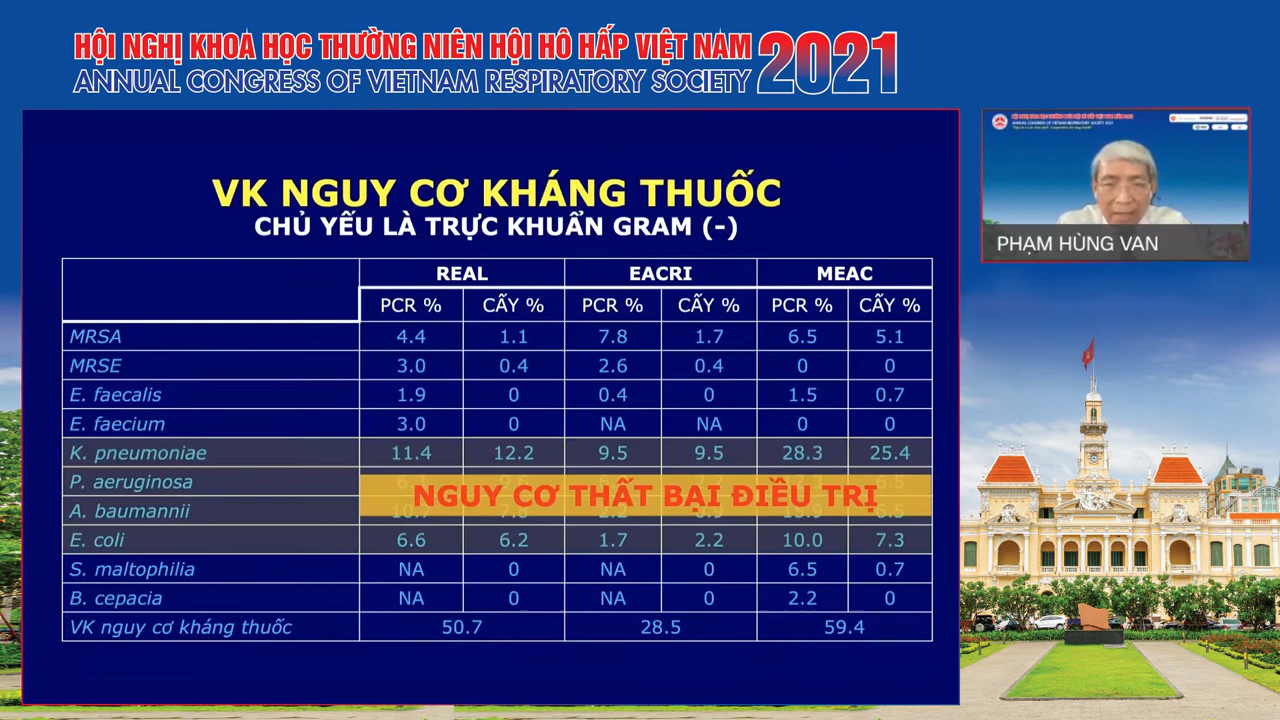 HỘI NGHỊ KHOA HỌC THƯỜNG NIÊN HỘI HÔ HẤP VIỆT NAM 2021
ANNUAL CONGRESS OF VIETNAM RESPIRATORY SOCIETY
VK NGUY CƠ KHÁNG THUỐC
CHỦ YẾU LÀ TRỰC KHUẨN GRAM (-)
REAL EACRI MEAC
PCR % CẤY % PCR % CẤY % PCR % CẤY %
MRSA 4.4 1.1 7.8 1.7 6.5 5.1
MRSE 3.0 0.4 2.6 0.4 0 0
E. faecalis 1.9 0 0.4 0 1.5 0.7
E. faecium 3.0 0 NA NA 0 0
K. pneumoniae 11.4 12.2 9.5 9.5 28.3 25.4
P. aeruginosa
NGUY CƠ THẤT BẠI ĐIỀU TRỊ
A. baumannii
E. coli 6.6 6.2 1.7 2.2 10.0 7.3
S. maltophilia NA 0 NA 0 6.5 0.7
B. cepacia NA 0 NA 0 2.2 0
VK nguy cơ kháng thuốc 50.7 28.5 59.4
PHẠM HÙNG VAN